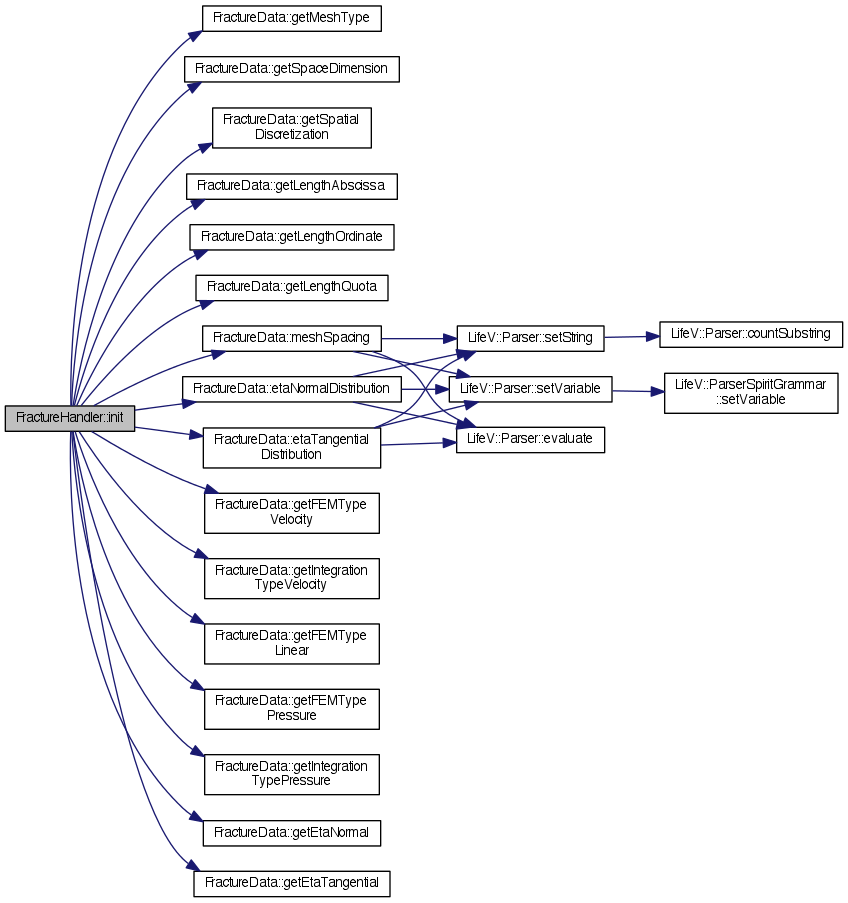 FractureData::getMeshType
FractureData::getSpaceDimension
FractureData::getSpatial
Discretization
FractureData::getLengthAbscissa
FractureData::getLengthOrdinate
FractureData::getLengthQuota
FractureData::meshSpacing
LifeV::Parser::setString
LifeV::Parser::countSubstring
FractureHandler::init
FractureData::etaNormalDistribution
LifeV::Parser::setVariable
LifeV::ParserSpiritGrammar
::setVariable
FractureData::etaTangential
Distribution
LifeV::Parser::evaluate
FractureData::getFEMType
Velocity
FractureData::getIntegration
TypeVelocity
FractureData::getFEMType
Linear
FractureData::getFEMType
Pressure
FractureData::getIntegration
TypePressure
FractureData::getEtaNormal
FractureData::getEtaTangential